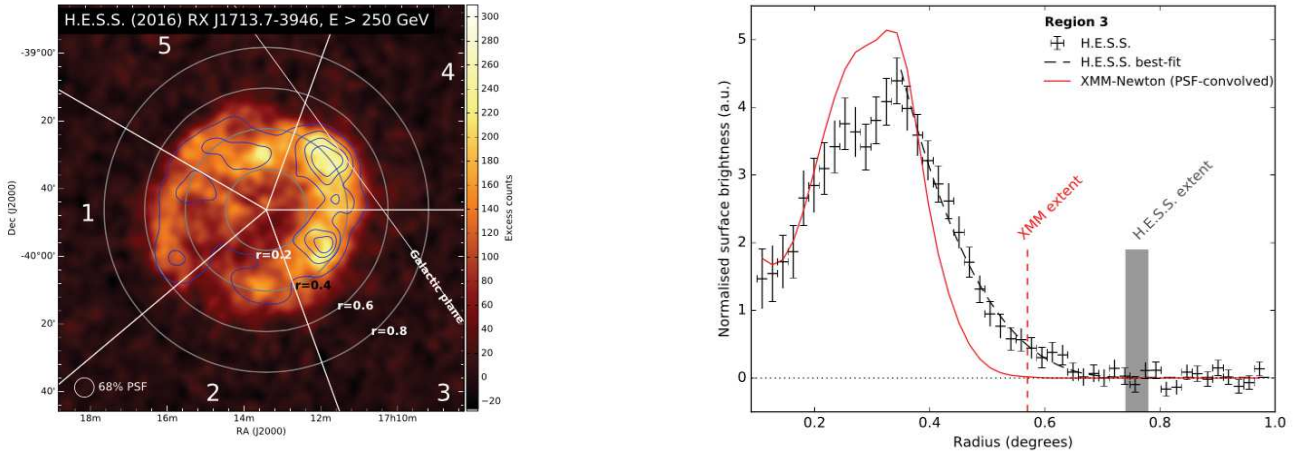 H.E.S.S. (2016) RX J1713.7-3946, E > 250 GeV
5
4
1
2
3
r=0.2
r=0.4
r=0.6
r=0.8
Galactic plane
68% PSF
-39°00'
20'
40'
-40°00'
20'
40'
Dec (J2000)
18m
16m
14m
12m
17h10m
RA (J2000)
300
280
260
240
220
200
180
160
140
120
100
80
60
40
20
0
−20
Excess counts
Region 3
H.E.S.S.
H.E.S.S. best-fit
XMM-Newton (PSF-convolved)
XMM extent
H.E.S.S. extent
5
4
3
2
1
0
Normalised surface brightness (a.u.)
0.2
0.4
0.6
0.8
1.0
Radius (degrees)